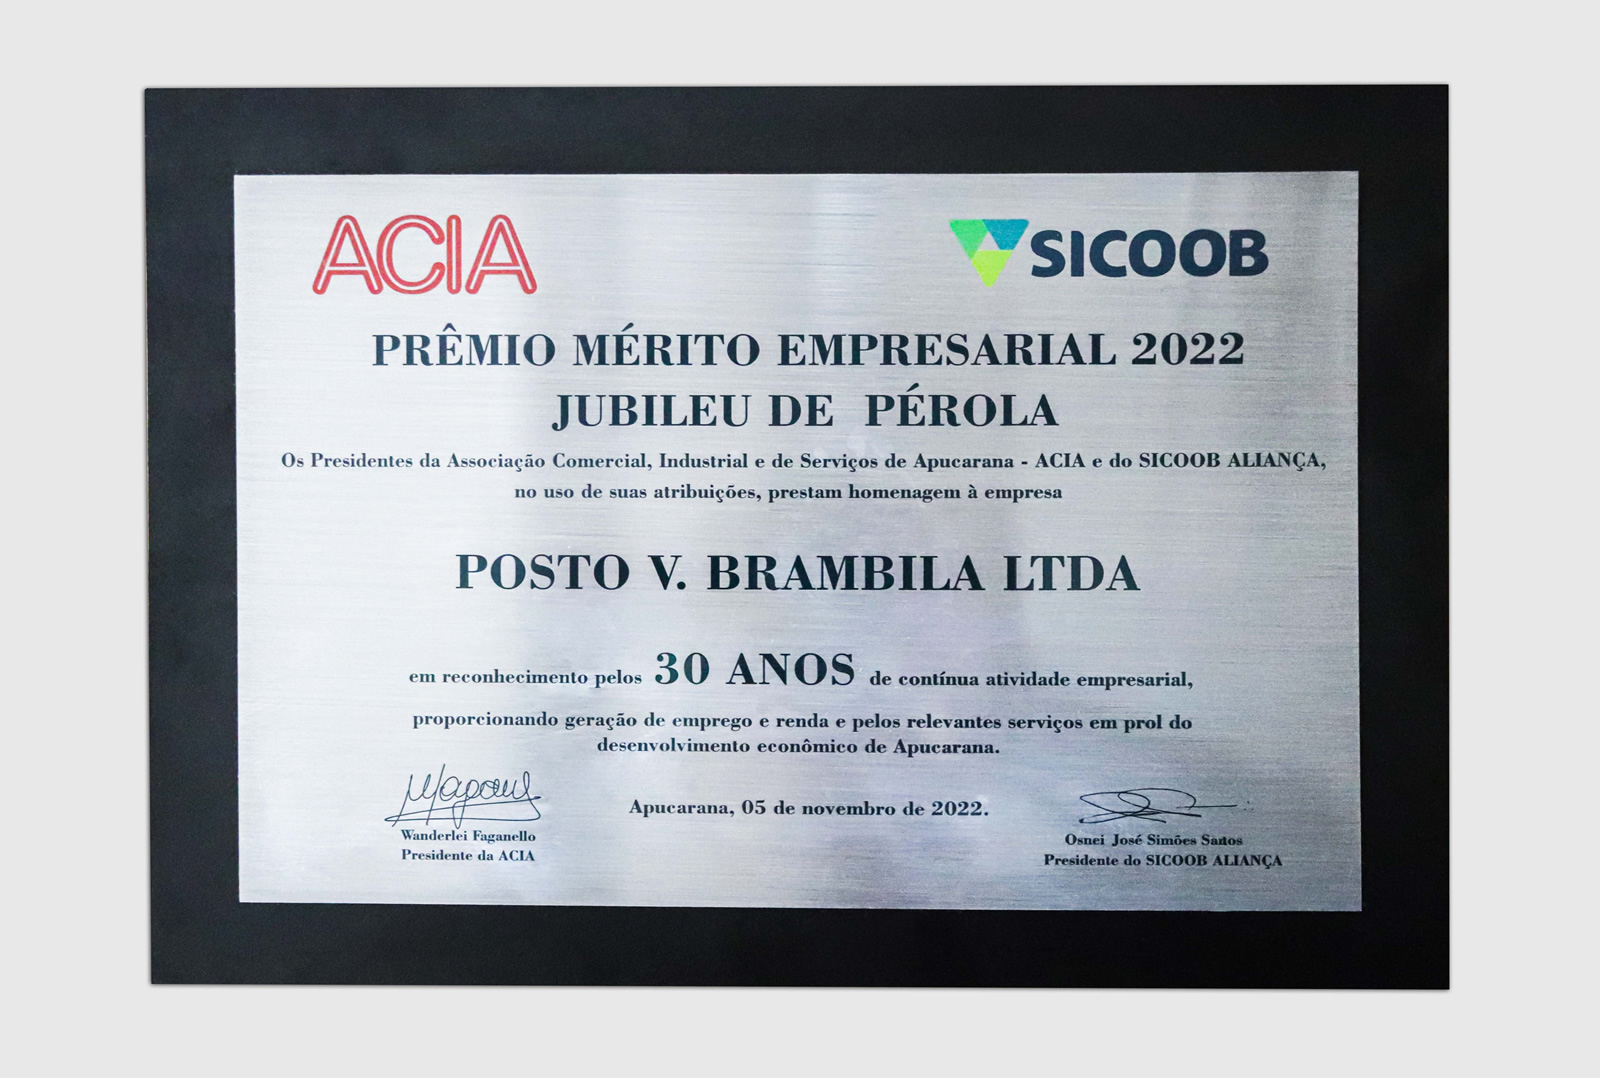 ACIA
SICOOB
PRÊMIO MÉRITO EMPRESARIAL 2022
JUBILEU DE PÉROLA
Os Presidentes da Associação Comercial, Industrial e de Serviços de Apucarana - ACIA e do SICOOB ALIANÇA,
no uso de suas atribuições, prestam homenagem à empresa
POSTO V. BRAMBILA LTDA
em reconhecimento pelos 30 ANOS de contínua atividade empresarial,
proporcionando geração de emprego e renda e pelos relevantes serviços em prol do
desenvolvimento econômico de Apucarana.
Apucarana, 05 de novembro de 2022.
Wanderlei Faganello
Presidente da ACIA
Osnei José Simões Santos
Presidente do SICOOB ALIANÇA